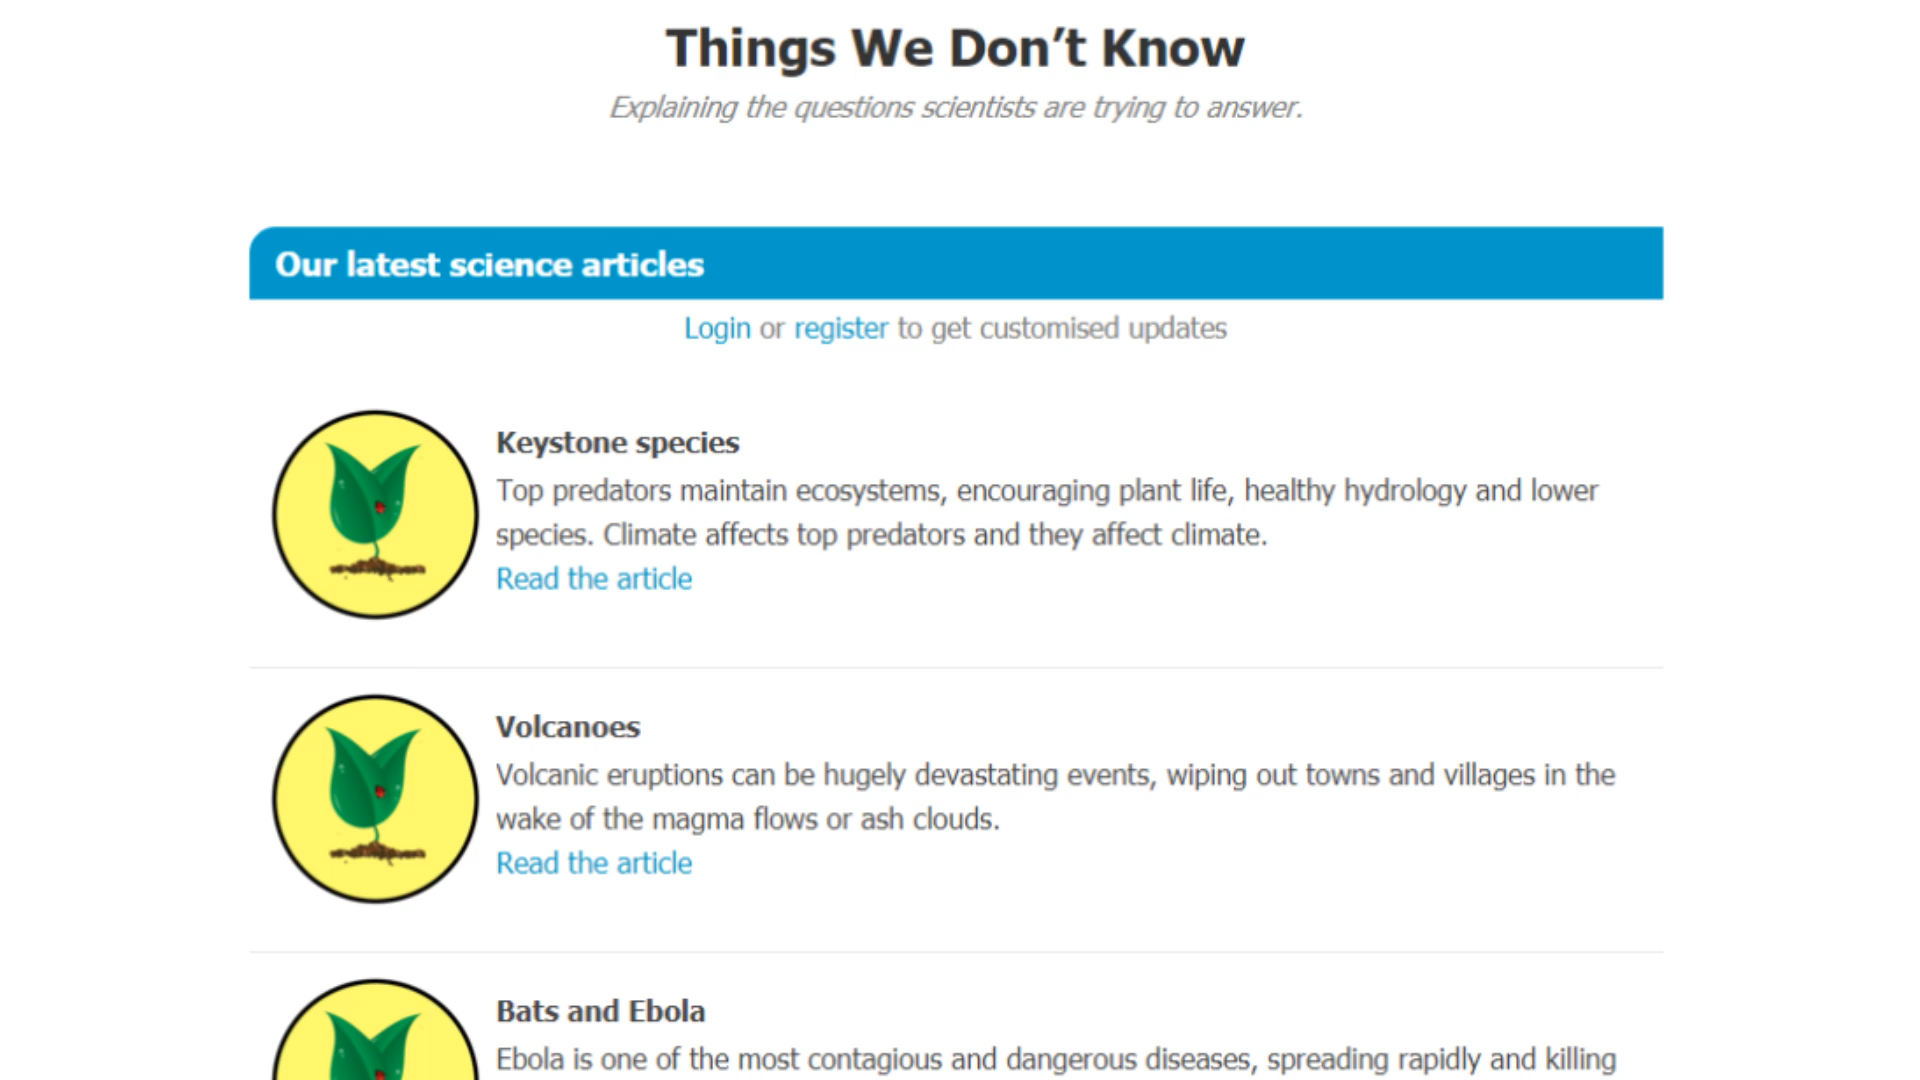 Things We Don’t Know
Explaining the questions scientists are trying to answer.
Our latest science articles
Login or register to get customised updates
Keystone species
Top predators maintain ecosystems, encouraging plant life, healthy hydrology and lower
species. Climate affects top predators and they affect climate.
Read the article
Volcanoes
Volcanic eruptions can be hugely devastating events, wiping out towns and villages in the
wake of the magma flows or ash clouds.
Read the article
Bats and Ebola
Ebola is one of the most contagious and dangerous diseases, spreading rapidly and killing